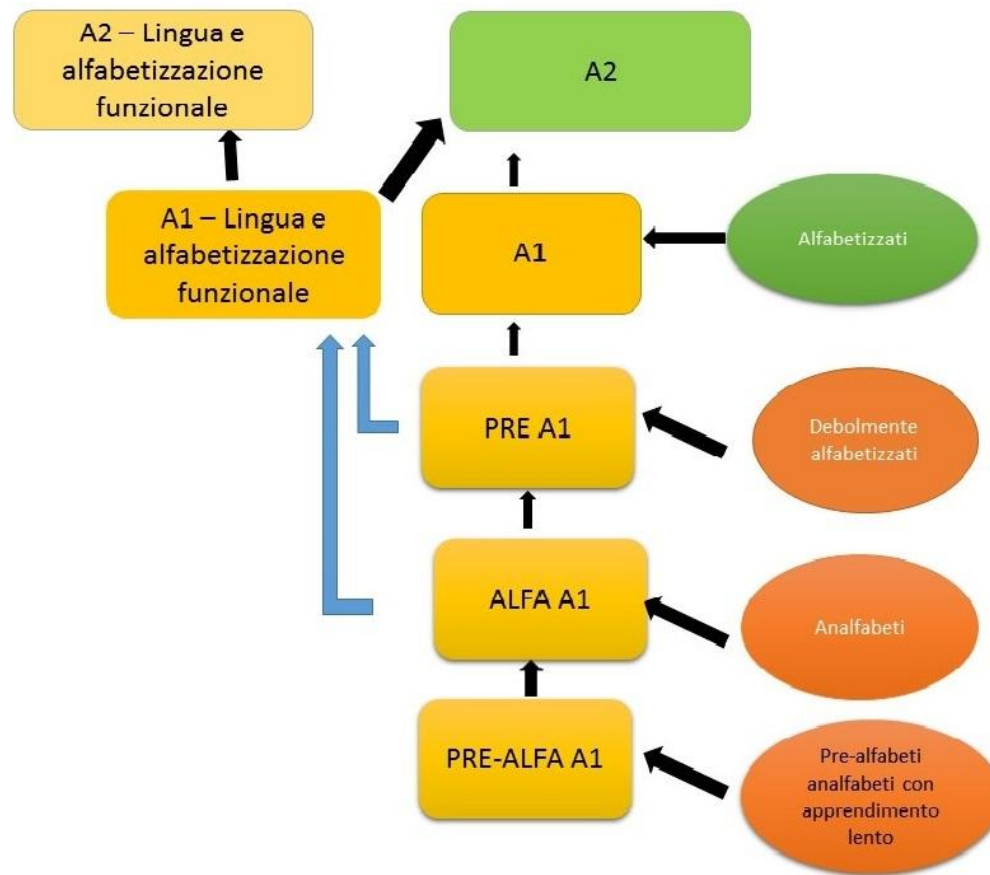 A2 – Lingua e
alfabetizzazione
funzionale
A2
A1 – Lingua e
alfabetizzazione
funzionale
A1
Alfabetizzati
PRE A1
Debolmente
alfabetizzati
ALFA A1
Analfabeti
PRE-ALFA A1
Pre-alfabeti
analfabeti con
apprendimento
lento